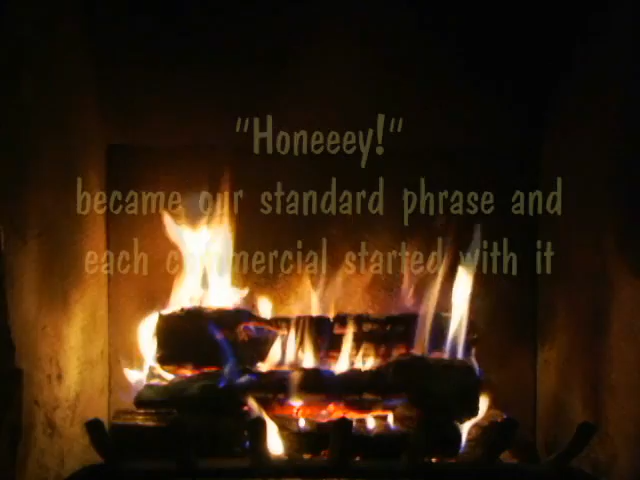 "Honeeey!"
became our standard phrase and
each commercial started with it